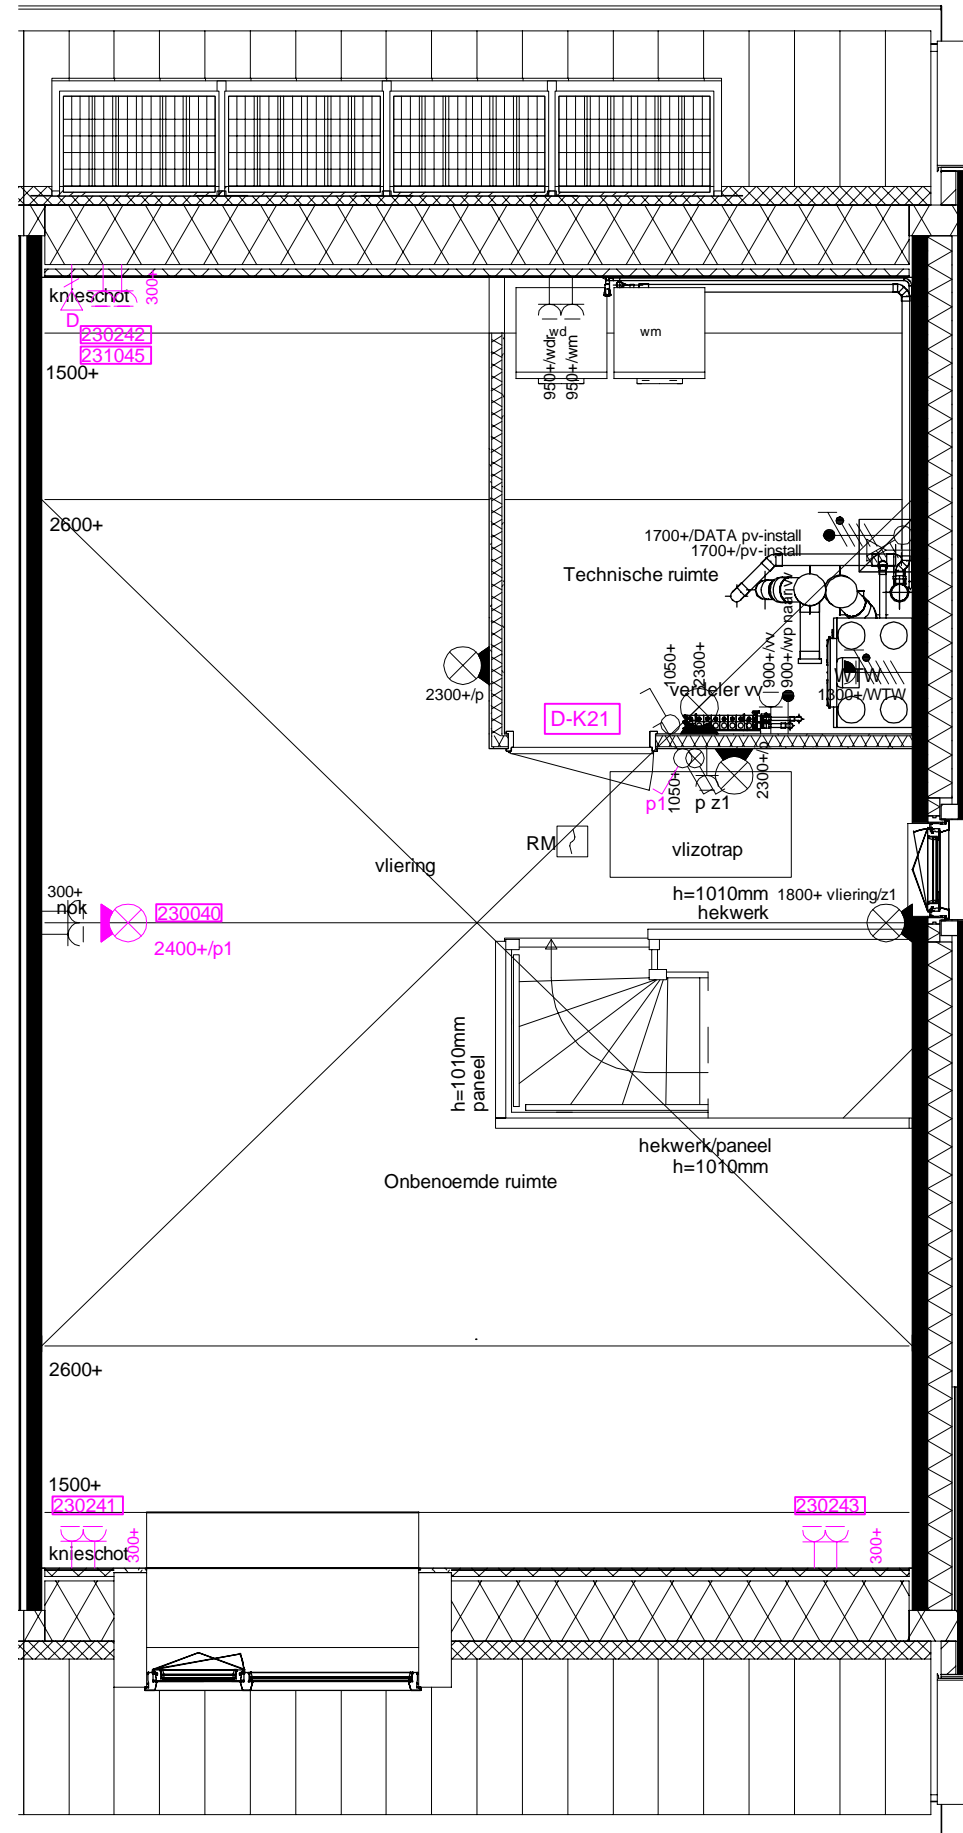 knieschot
300+
D
230242
231045
1500+
wd
wm
950+/wdr
950+/wm
2600+
1700+/DATA pv-install
1700+/pv-install
Technische ruimte
900+/vv
900+/wp naar vv
1050+
2300+
verdeler vv
WTW
1300+/WTW
2300+/p
D-K21
p1
1050+
p z1
2300+/p
RM
vlizotrap
vliering
300+
nok
230040
2400+/p1
h=1010mm
hekwerk
1800+ vliering/z1
h=1010mm
paneel
hekwerk/paneel
h=1010mm
Onbenoemde ruimte
2600+
1500+
230241
knieschot
300+
230243
300+